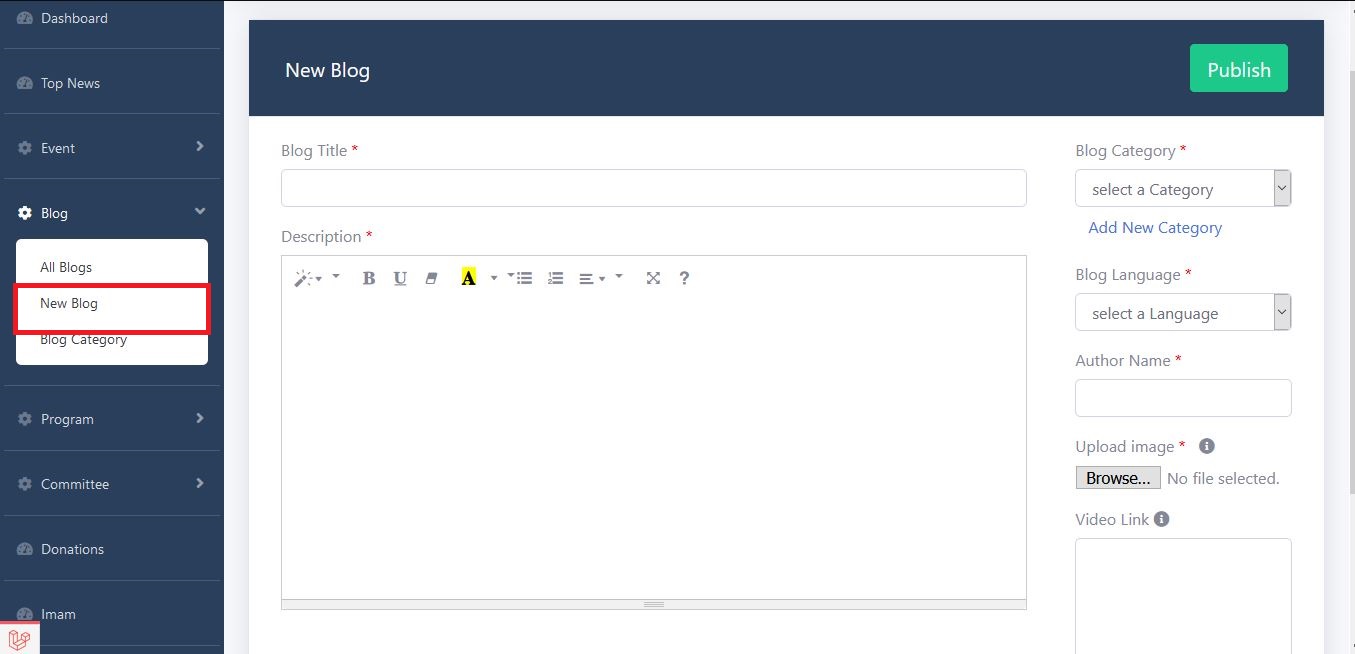 Dashboard
Top News
Event
Blog
All Blogs
New Blog
Blog Category
Program
Committee
Donations
Imam
New Blog
Publish
Blog Title *
Description *
B U A ?
Blog Category *
select a Category
Add New Category
Blog Language *
select a Language
Author Name *
Upload image *
Browse... No file selected.
Video Link